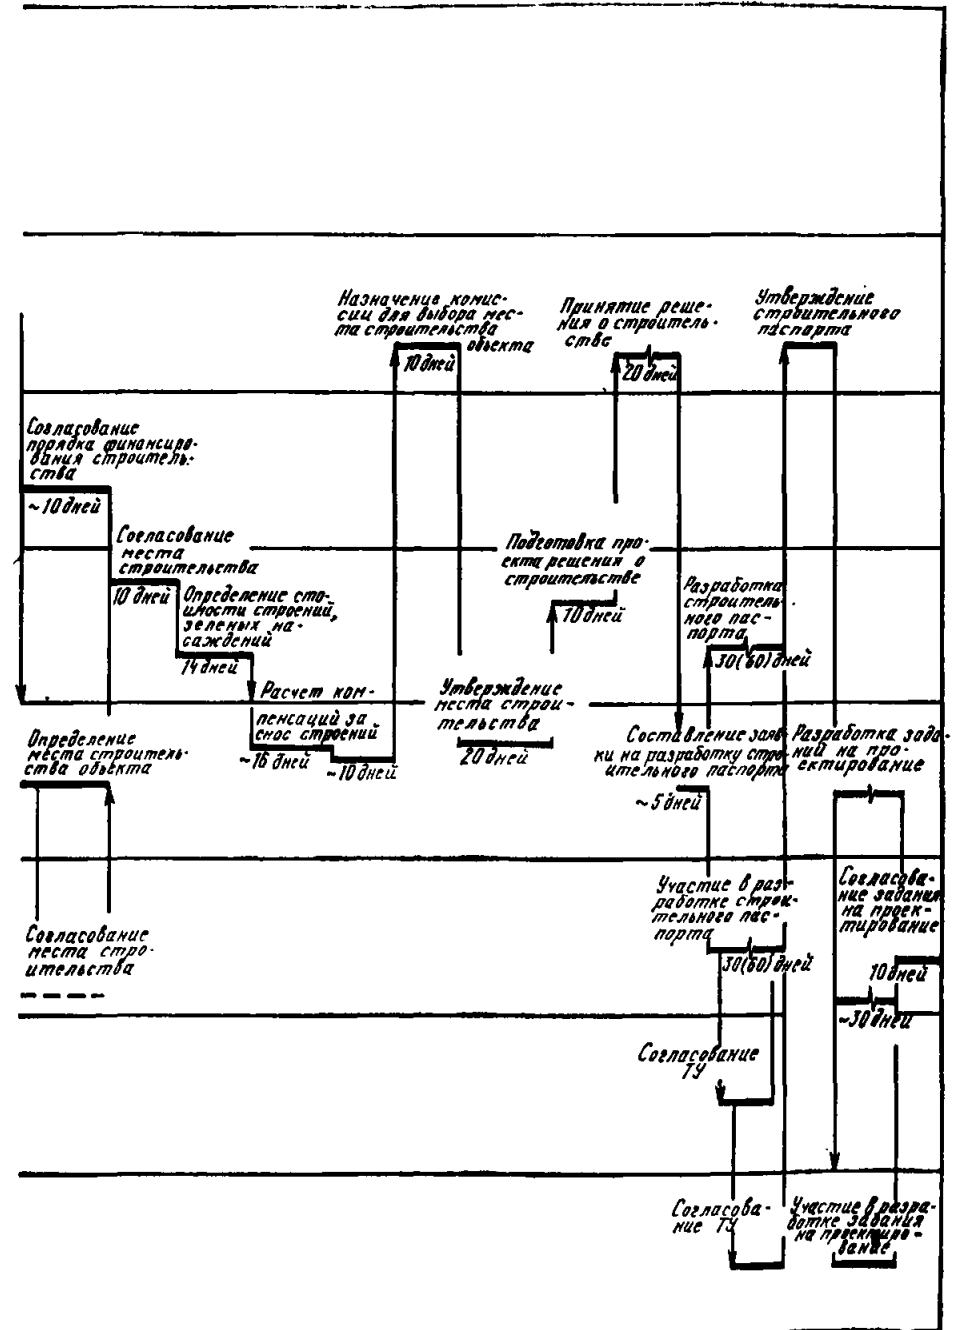 Назначение комис-
сии для выбора мес-
та строительства
объекта
10 дней
Принятие реше-
ния о строитель-
стве
20 дней
Утверждение
строительного
паспорта
Согласование
порядка финансиро-
вания строитель-
ства
~10 дней
Согласование
места
строительства
10 дней
Определение сто-
имости строений,
зеленых на-
саждений
14 дней
Подготовка про-
екта решения о
строительстве
10 дней
Разработка
строитель-
ного пас-
порта
30(60) дней
Расчет ком-
пенсаций за
снос строений
~16 дней
~10 дней
Утверждение
места строи-
тельства
20 дней
Определение
места строитель-
ства объекта
Составление заяв-
ки на разработку стро-
ительного паспорта
~5 дней
Разработка зада-
ний на про-
ектирование
Согласование
места стро-
ительства
Участие в раз-
работке строи-
тельного пас-
порта
30(60) дней
Согласова-
ние задания
на проек-
тирование
10 дней
~30 дней
Согласование
ТУ
Согласова-
ние ТУ
Участие в разра-
ботке задания
на проектиро-
вание